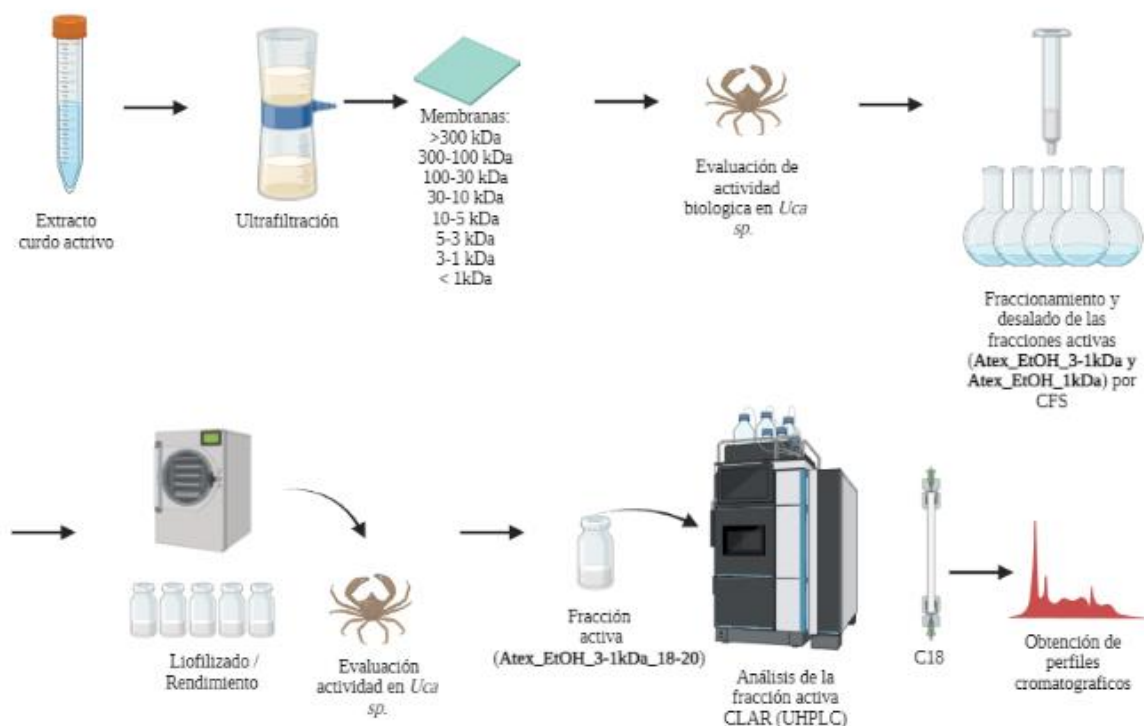 Extracto
curdo actrivo
Ultrafiltración
Membranas:
>300 kDa
300-100 kDa
100-30 kDa
30-10 kDa
10-5 kDa
5-3 kDa
3-1 kDa
< 1kDa
Evaluación de
actividad
biologica en Uca
sp.
Fraccionamiento y
desalado de las
fracciones activas
(Atex_EtOH_3-1kDa y
Atex_EtOH_1kDa) por
CFS
Liofilizado /
Rendimiento
Evaluación
actividad en Uca
sp.
Fracción
activa
(Atex_EtOH_3-1kDa_18-20)
Análisis de la
fracción activa
CLAR (UHPLC)
C18
Obtención de
perfiles
cromatograficos